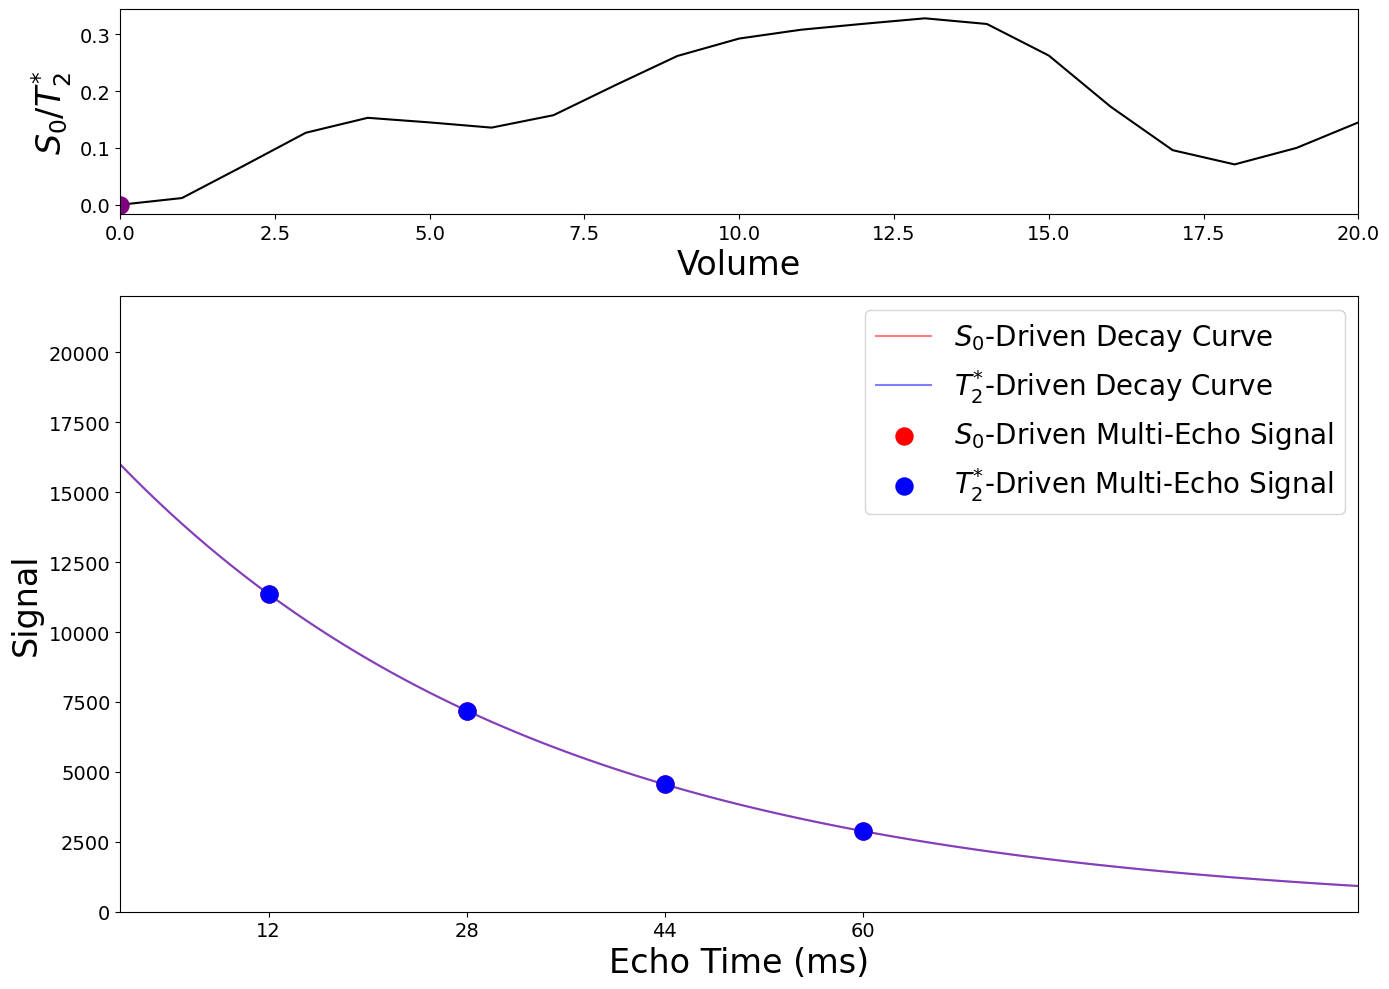 S₀/T₂*
0.3
0.2
0.1
0.0
0.0 2.5 5.0 7.5 10.0 12.5 15.0 17.5 20.0
Volume
S₀-Driven Decay Curve
T₂*-Driven Decay Curve
S₀-Driven Multi-Echo Signal
T₂*-Driven Multi-Echo Signal
Signal
20000
17500
15000
12500
10000
7500
5000
2500
0
12 28 44 60
Echo Time (ms)